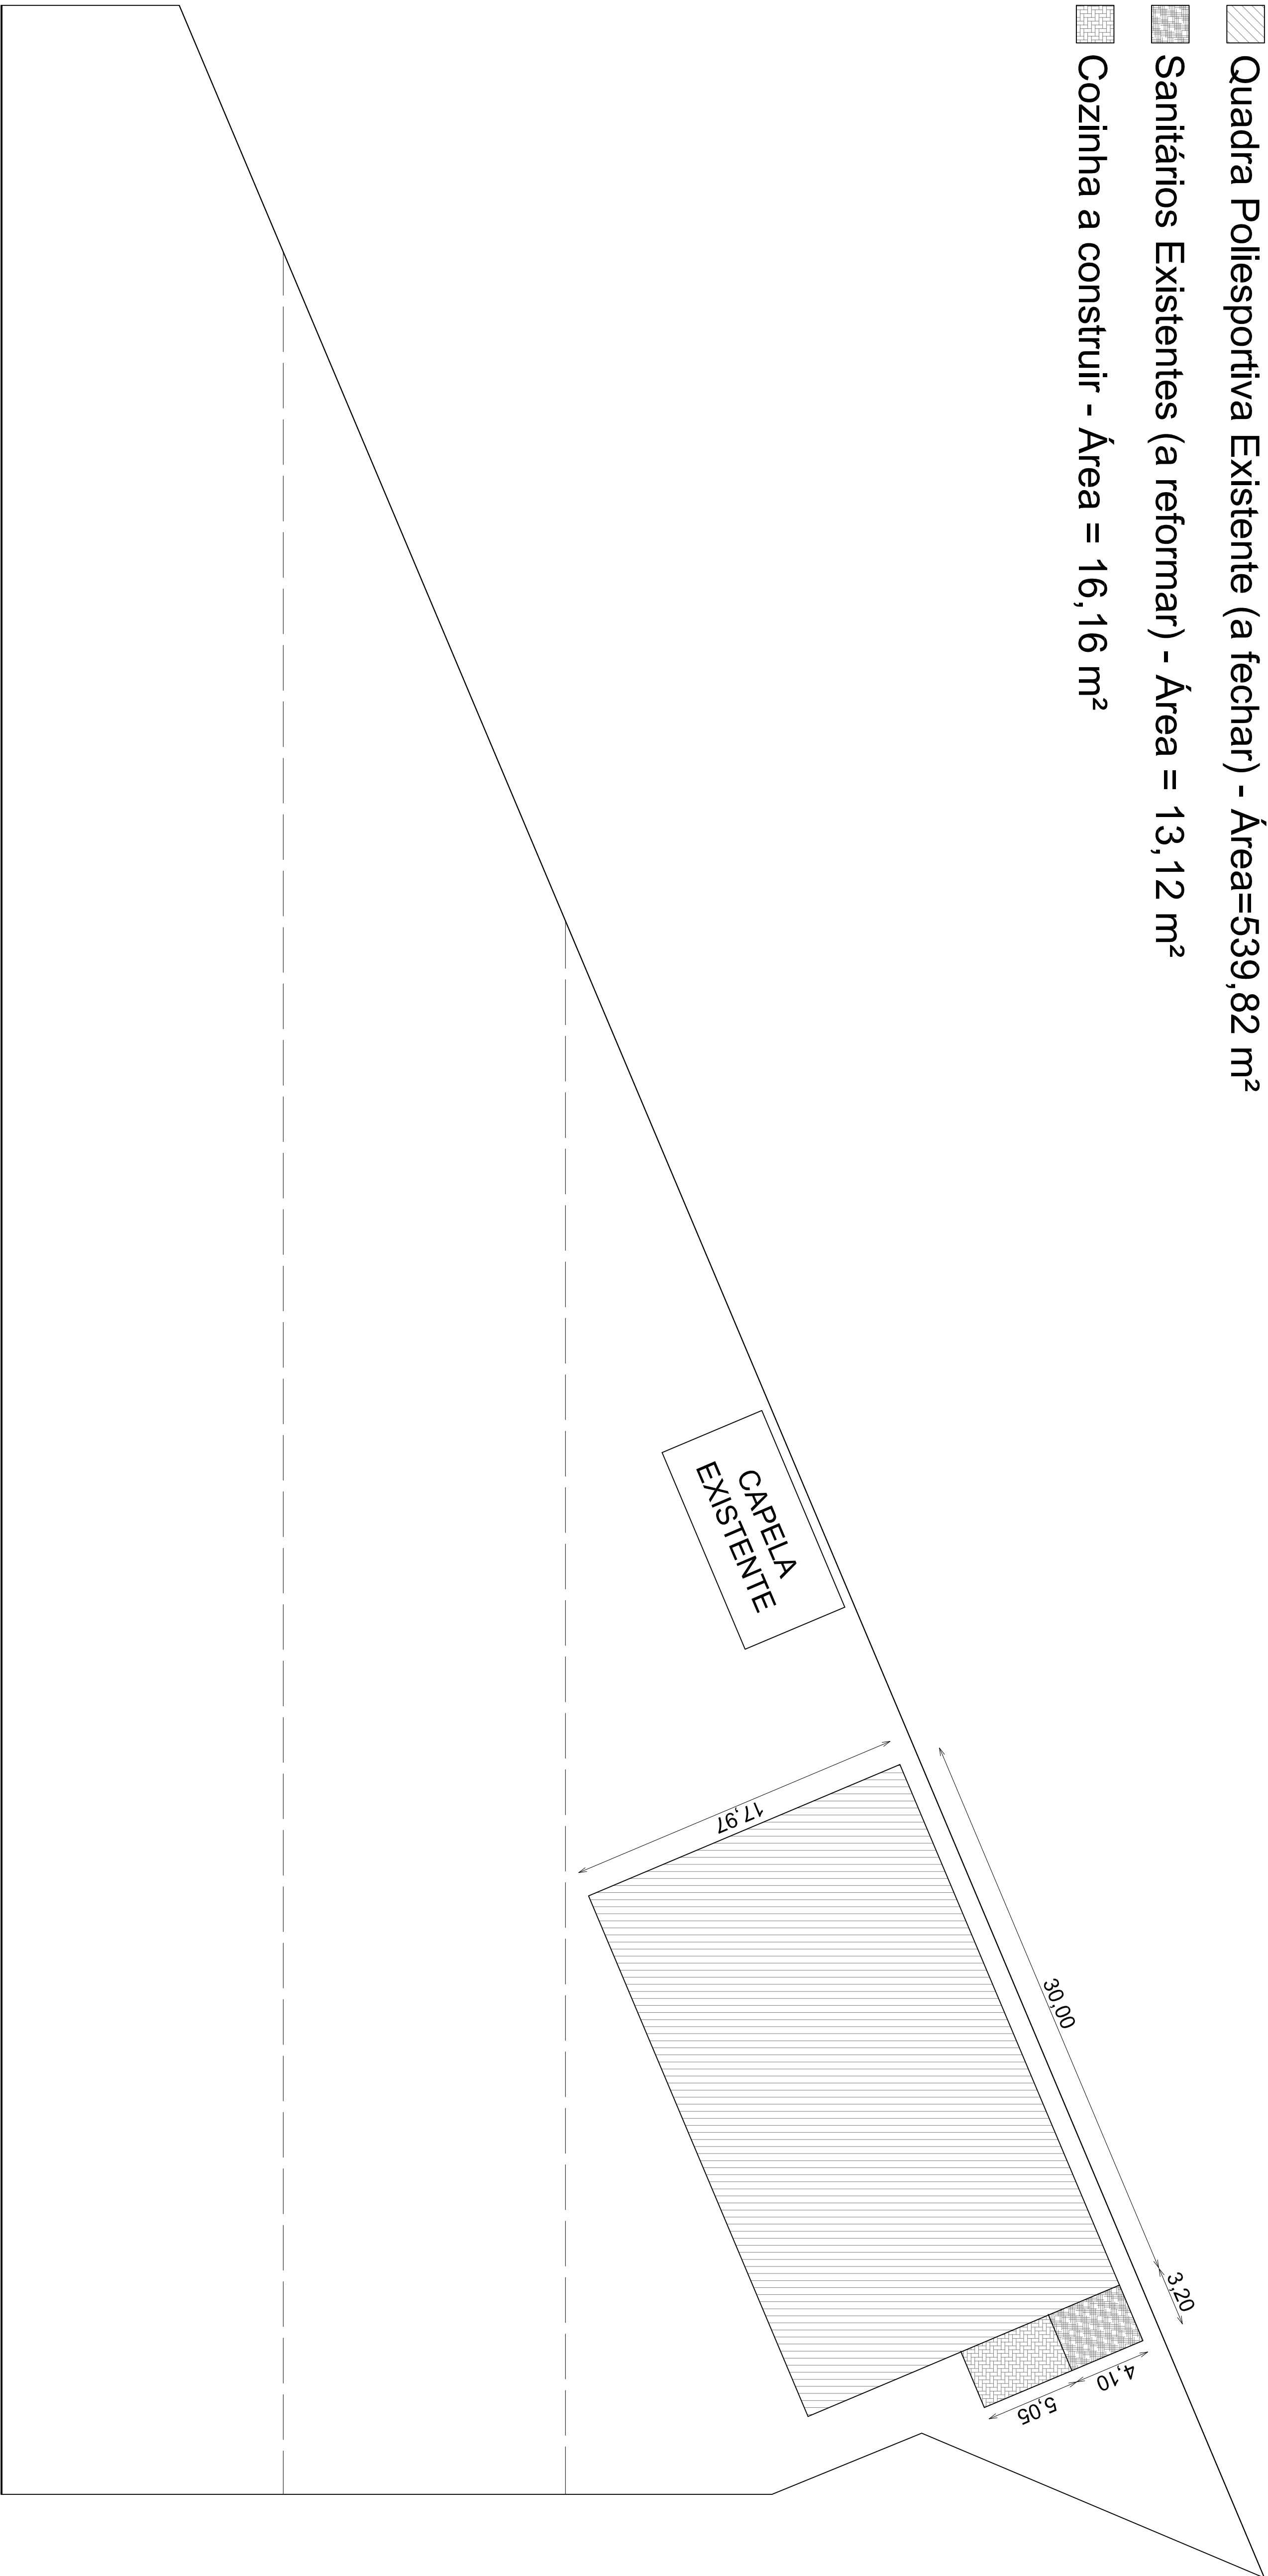 Quadra Poliesportiva Existente (a fechar) - Área=539,82 m²
Sanitários Existentes (a reformar) - Área = 13,12 m²
Cozinha a construir - Área = 16,16 m²
CAPELA
EXISTENTE
17,97
30,00
3,20
4,10
5,05